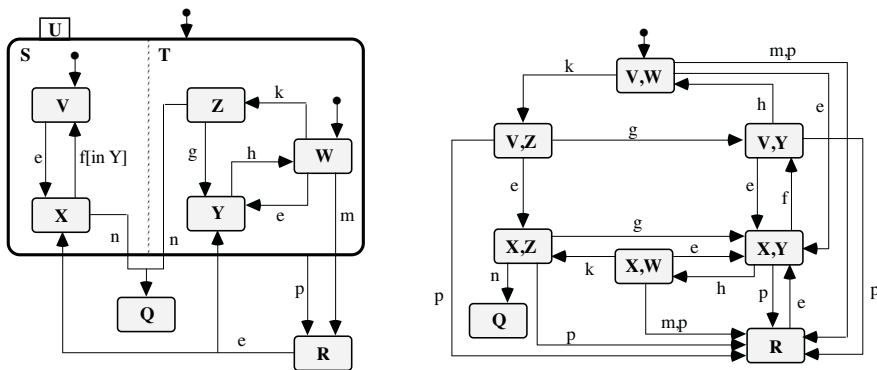 U
S T
V Z
k
e f[in Y] g h W
X Y
e m
n n
p
Q
e R
m,p
V,W
k
e
h
V,Z g V,Y
e e f
g
X,Z X,W e X,Y
k
n h
p p e p
Q m,p
p R